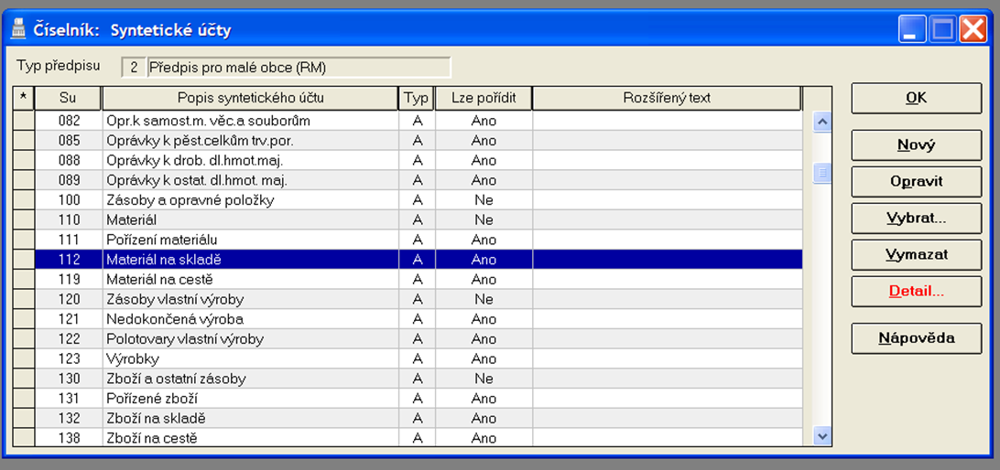 Číselník: Syntetické účty
Typ předpisu 2 Předpis pro malé obce (RM)
* Su Popis syntetického účtu Typ Lze pořídit Rozšířený text
082 Opr.k samost.m. věc.a souborům A Ano
085 Oprávky k pěst.celkům trv.por. A Ano
088 Oprávky k drob. dl.hmot.maj. A Ano
089 Oprávky k ostat. dl.hmot. maj. A Ano
100 Zásoby a opravné položky A Ne
110 Materiál A Ne
111 Pořízení materiálu A Ano
112 Materiál na skladě A Ano
119 Materiál na cestě A Ano
120 Zásoby vlastní výroby A Ne
121 Nedokončená výroba A Ano
122 Polotovary vlastní výroby A Ano
123 Výrobky A Ano
130 Zboží a ostatní zásoby A Ne
131 Pořízené zboží A Ano
132 Zboží na skladě A Ano
138 Zboží na cestě A Ano
OK
Nový
Opravit
Vybrat...
Vymazat
Detail...
Nápověda